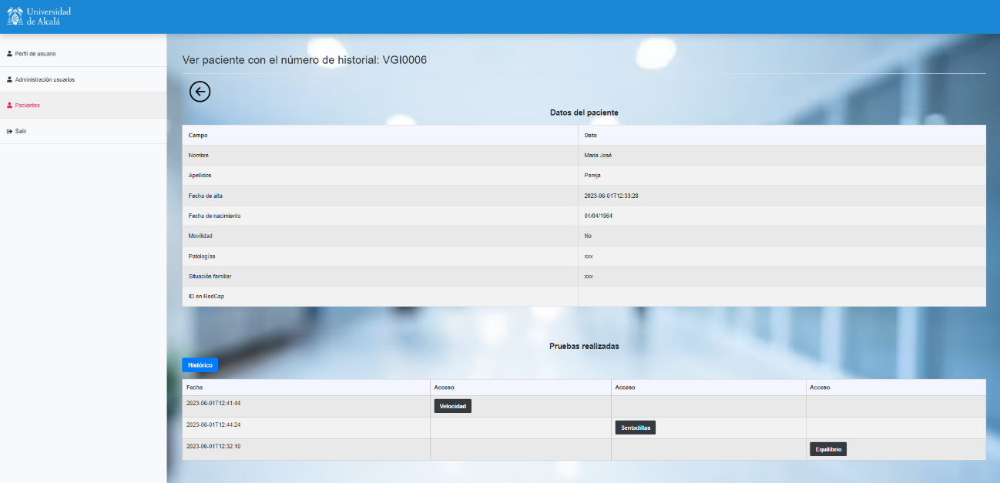 Universidad
de Alcalá
Perfil de usuario
Administración usuarios
Pacientes
Salir
Ver paciente con el número de historial: VGI0006
Datos del paciente
Campo Dato
Nombre Maria José
Apellidos Pareja
Fecha de alta 2023-06-01T12:33:28
Fecha de nacimiento 01/04/1964
Movilidad No
Patologías xxx
Situación familiar xxx
ID en RedCap
Pruebas realizadas
Histórico
Fecha Acceso Acceso Acceso
2023-06-01T12:41:44 Velocidad
2023-06-01T12:44:24 Sentadillas
2023-06-01T12:32:10 Equilibrio